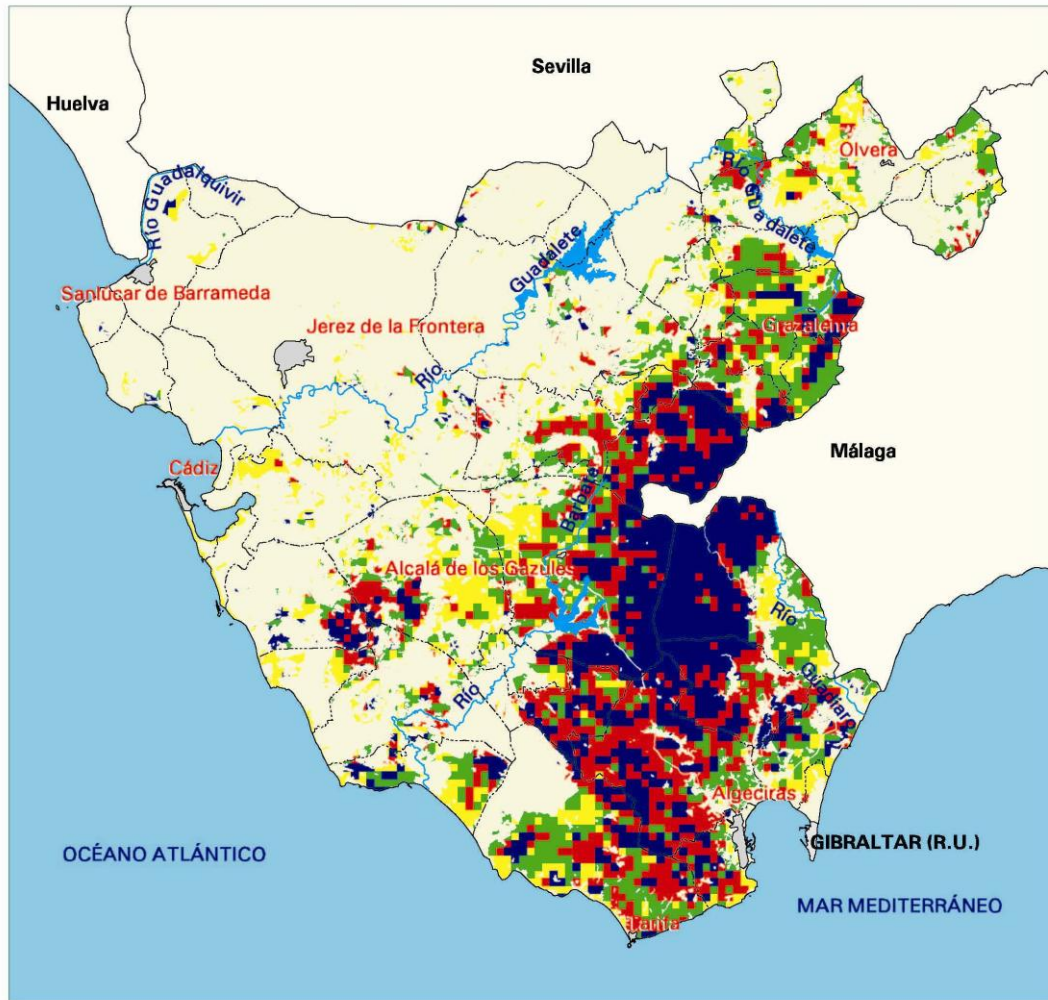 Sevilla
Huelva
Olvera
Río Guadalquivir
Río Guadalete
Guadalete
Sanlucar de Barrameda
Jerez de la Frontera
Grazalema
Río
Málaga
Cádiz
Barbate
Alcalá de los Gazules
Río
Río
Guadiaro
Algeciras
OCÉANO ATLÁNTICO
GIBRALTAR (R.U.)
MAR MEDITERRÁNEO
Tarifa